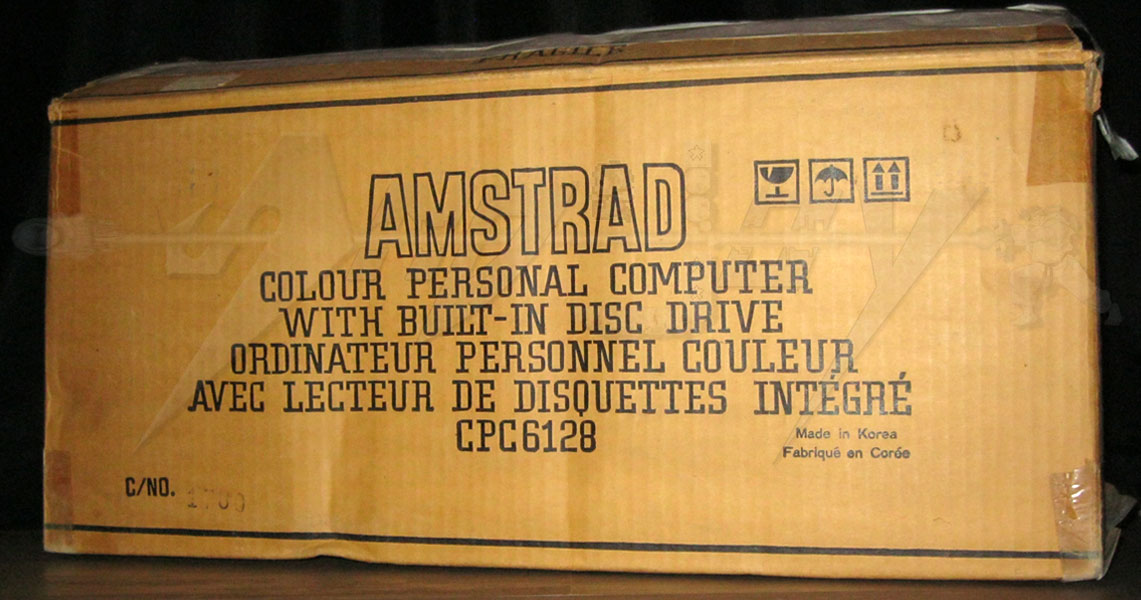 AMSTRAD
COLOUR PERSONAL COMPUTER
WITH BUILT-IN DISC DRIVE
ORDINATEUR PERSONNEL COULEUR
AVEC LECTEUR DE DISQUETTES INTÉGRÉ
CPC6128
Made in Korea
Fabriqué en Corée
C/NO.